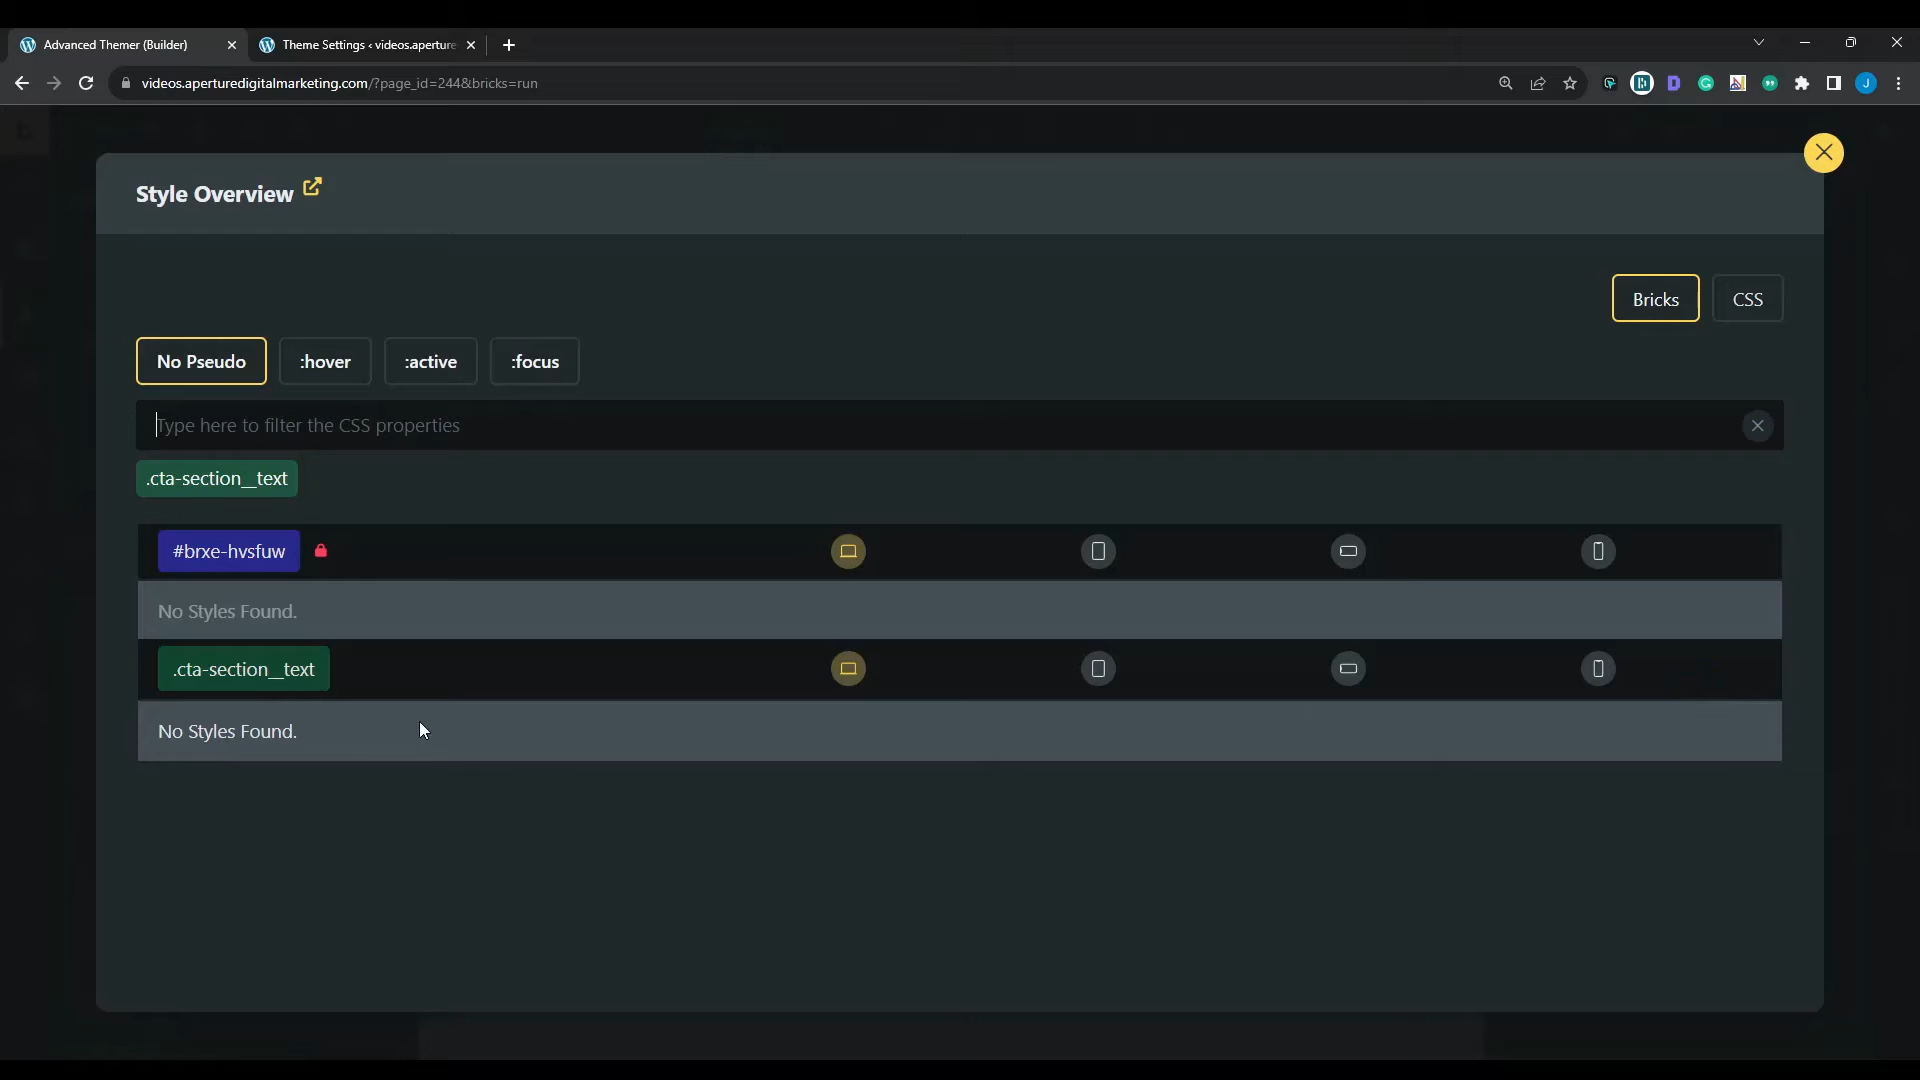 Advanced Themer (Builder)
Theme Settings ‹ videos.aperture
videos.aperturedigitalmarketing.com/?page_id=244&bricks=run
Style Overview
Bricks
CSS
No Pseudo
:hover
:active
:focus
Type here to filter the CSS properties
.cta-section__text
#brxe-hvsfuw
No Styles Found.
.cta-section__text
No Styles Found.